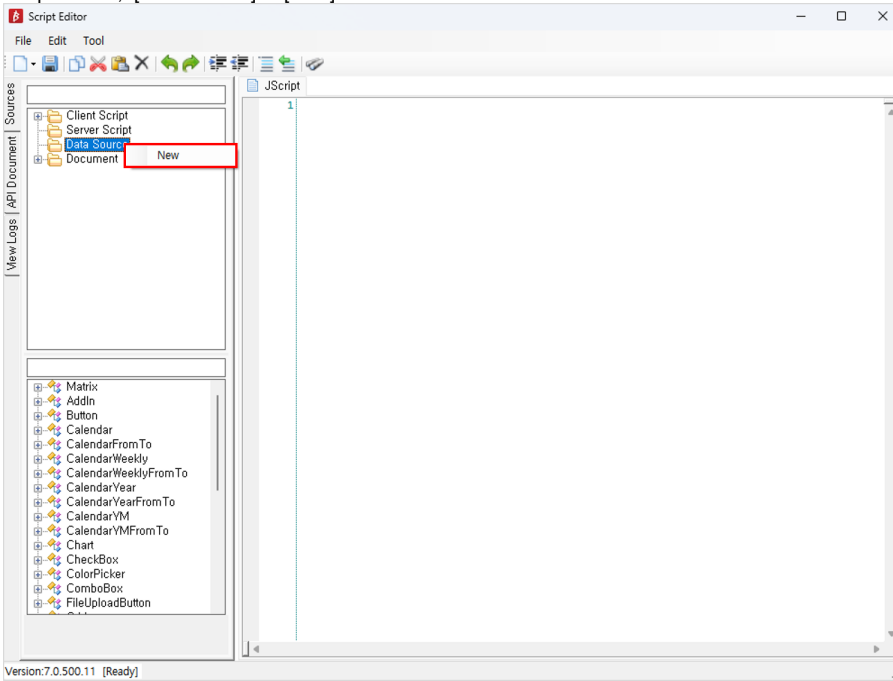 Script Editor
File Edit Tool
Sources
API Document
View Logs
JScript
1
Client Script
Server Script
Data Source
New
Document
Matrix
AddIn
Button
Calendar
CalendarFromTo
CalendarWeekly
CalendarWeeklyFromTo
CalendarYear
CalendarYearFromTo
CalendarYM
CalendarYMFromTo
Chart
CheckBox
ColorPicker
ComboBox
FileUploadButton
Version:7.0.500.11 [Ready]